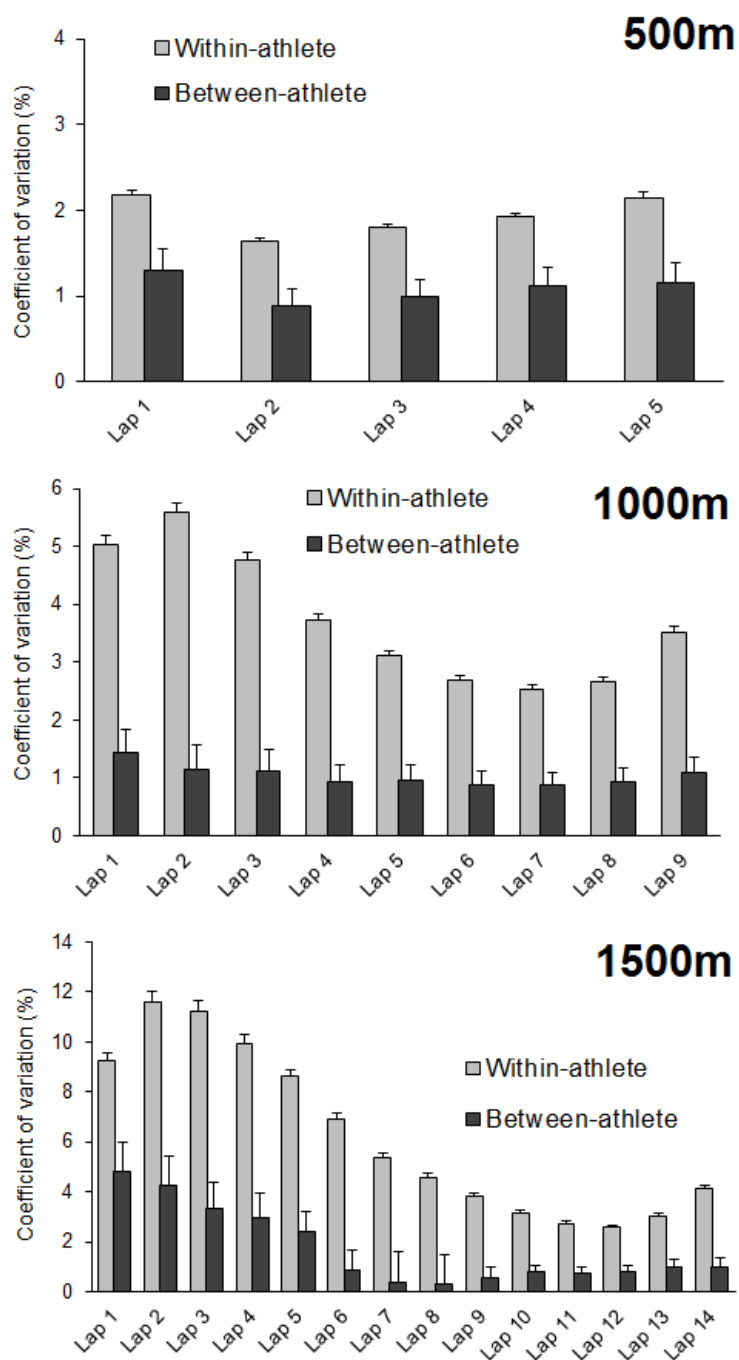 500m
Within-athlete
Between-athlete
Coefficient of variation (%)
4
3
2
1
0
Lap 1
Lap 2
Lap 3
Lap 4
Lap 5
1000m
Within-athlete
Between-athlete
Coefficient of variation (%)
6
5
4
3
2
1
0
Lap 1
Lap 2
Lap 3
Lap 4
Lap 5
Lap 6
Lap 7
Lap 8
Lap 9
1500m
Within-athlete
Between-athlete
Coefficient of variation (%)
14
12
10
8
6
4
2
0
Lap 1
Lap 2
Lap 3
Lap 4
Lap 5
Lap 6
Lap 7
Lap 8
Lap 9
Lap 10
Lap 11
Lap 12
Lap 13
Lap 14